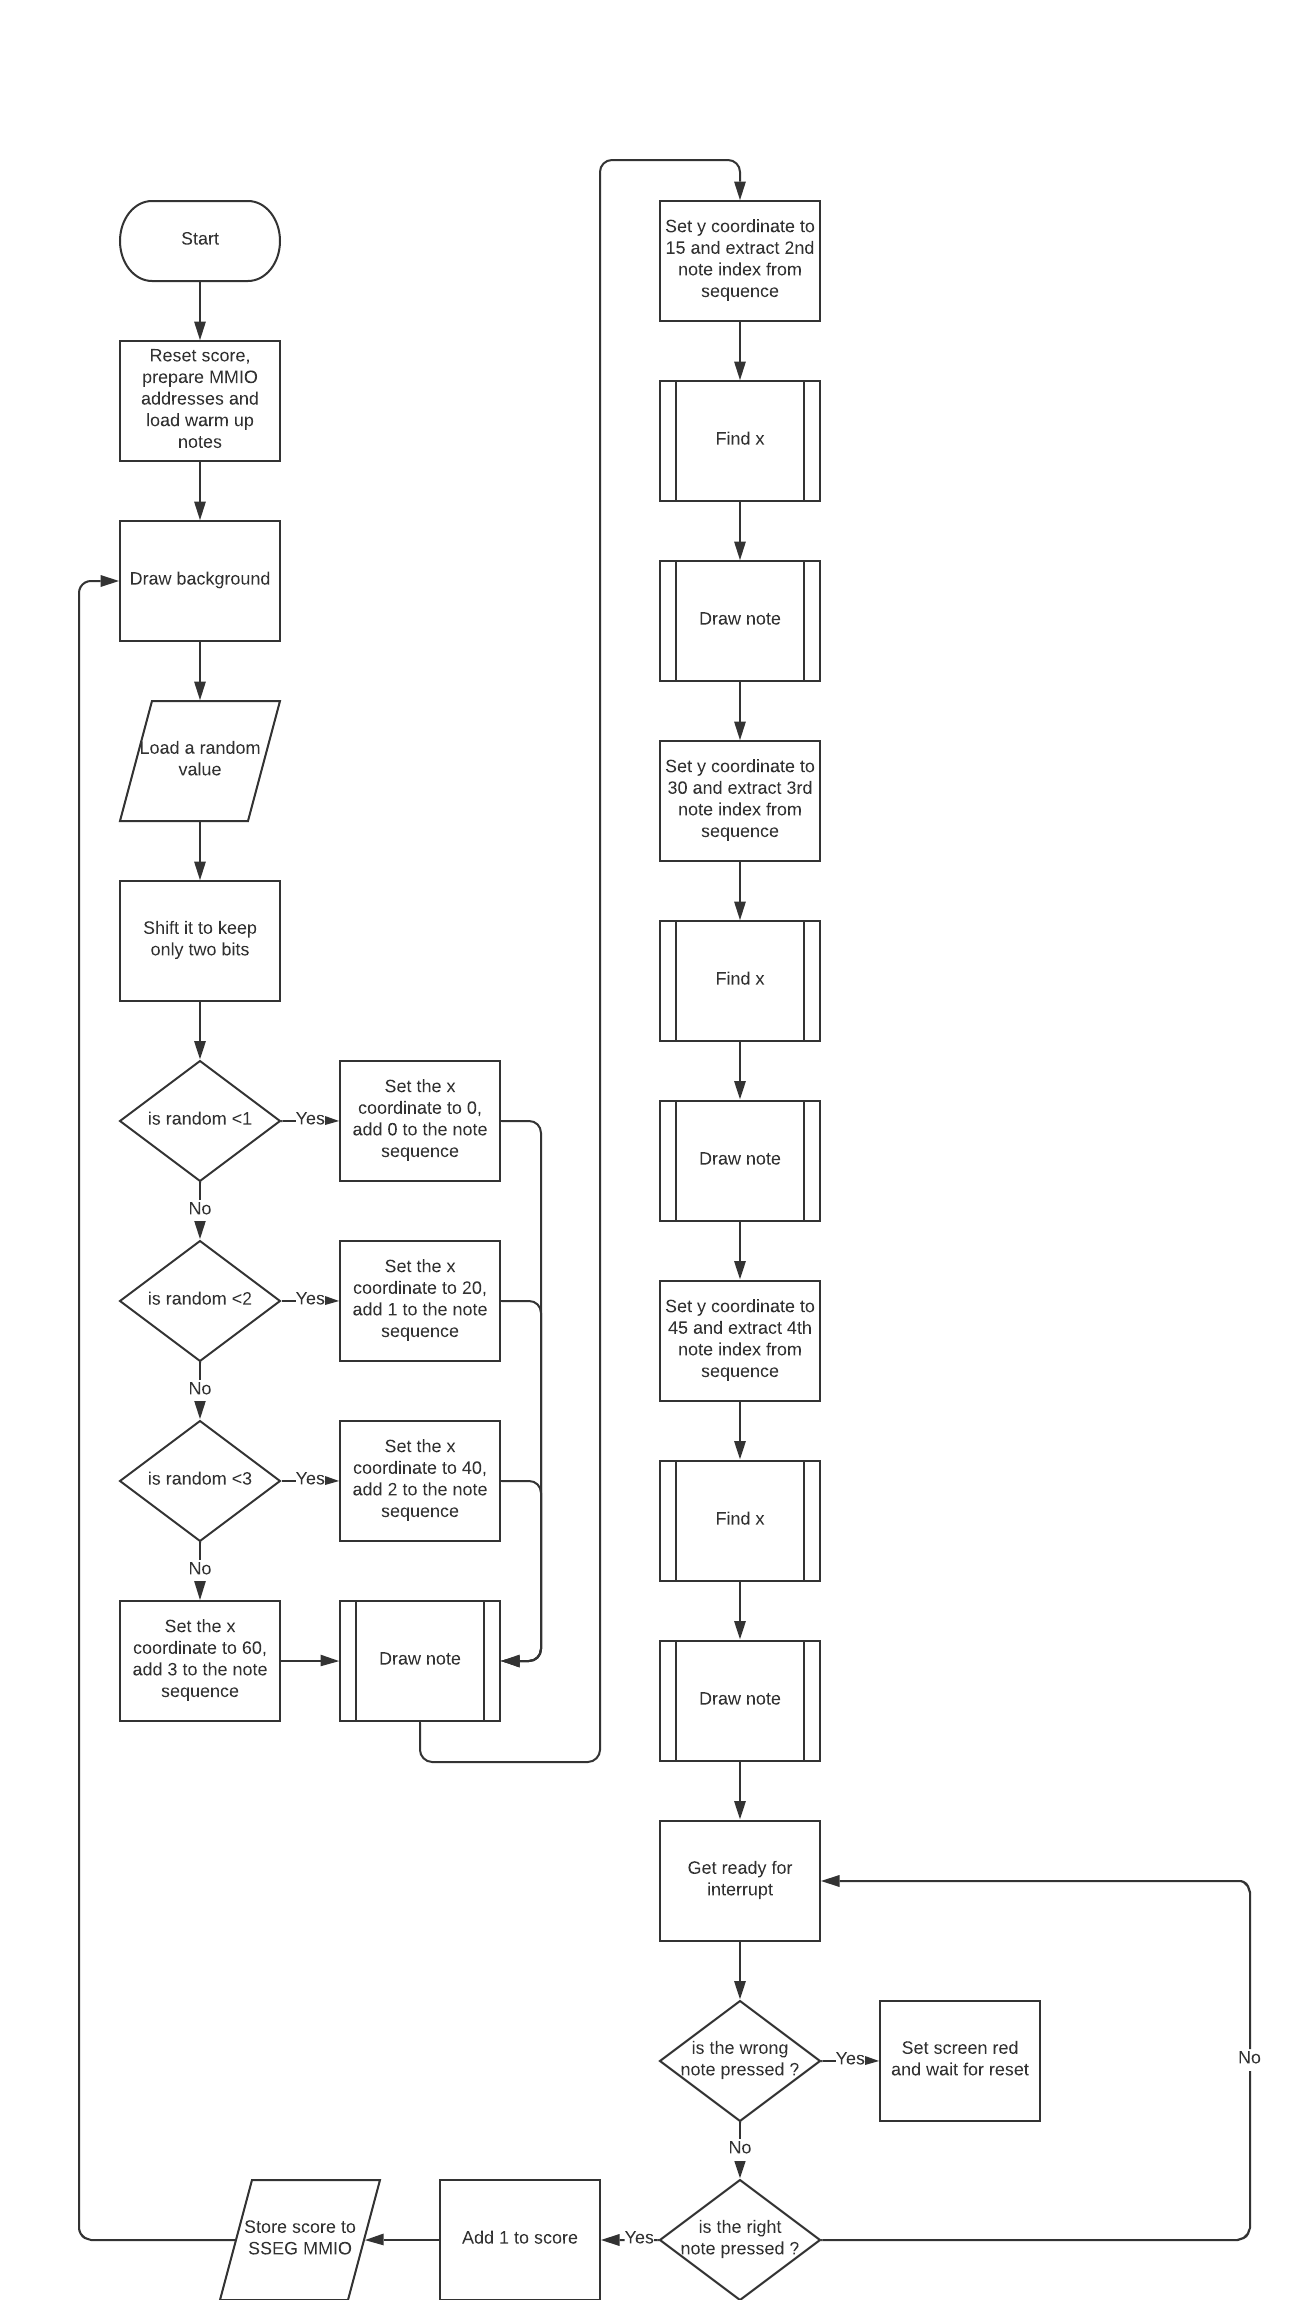 Start
Reset score,
prepare MMIO
addresses and
load warm up
notes
Draw background
Load a random
value
Shift it to keep
only two bits
is random <1
Yes
Set the x
coordinate to 0,
add 0 to the note
sequence
No
is random <2
Yes
Set the x
coordinate to 20,
add 1 to the note
sequence
No
is random <3
Yes
Set the x
coordinate to 40,
add 2 to the note
sequence
No
Set the x
coordinate to 60,
add 3 to the note
sequence
Draw note
Set y coordinate to
15 and extract 2nd
note index from
sequence
Find x
Draw note
Set y coordinate to
30 and extract 3rd
note index from
sequence
Find x
Draw note
Set y coordinate to
45 and extract 4th
note index from
sequence
Find x
Draw note
Get ready for
interrupt
is the wrong
note pressed ?
Yes
Set screen red
and wait for reset
No
No
is the right
note pressed ?
Yes
Add 1 to score
Store score to
SSEG MMIO